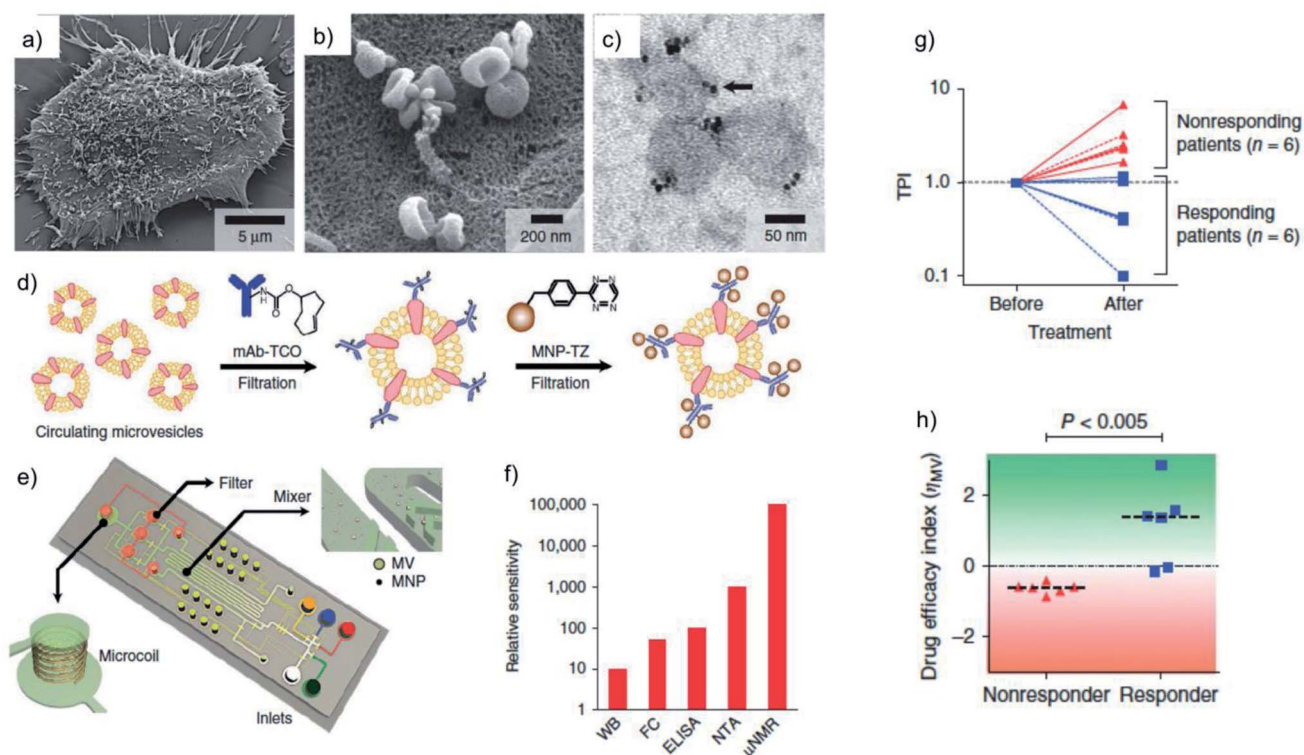 a)
5 μm
b)
200 nm
c)
50 nm
d)
Circulating microvesicles
mAb-TCO
Filtration
N
H
O
O
MNP-TZ
Filtration
N
N
N
N
e)
Filter
Mixer
MV
MNP
Microcoil
Inlets
f)
Relative sensitivity
100,000
10,000
1,000
100
10
1
WB
FC
ELISA
NTA
μNMR
g)
TPI
10
1.0
0.1
Nonresponding
patients (n = 6)
Responding
patients (n = 6)
Before
After
Treatment
h)
P < 0.005
Drug efficacy index (ηMV)
2
0
−2
Nonresponder
Responder